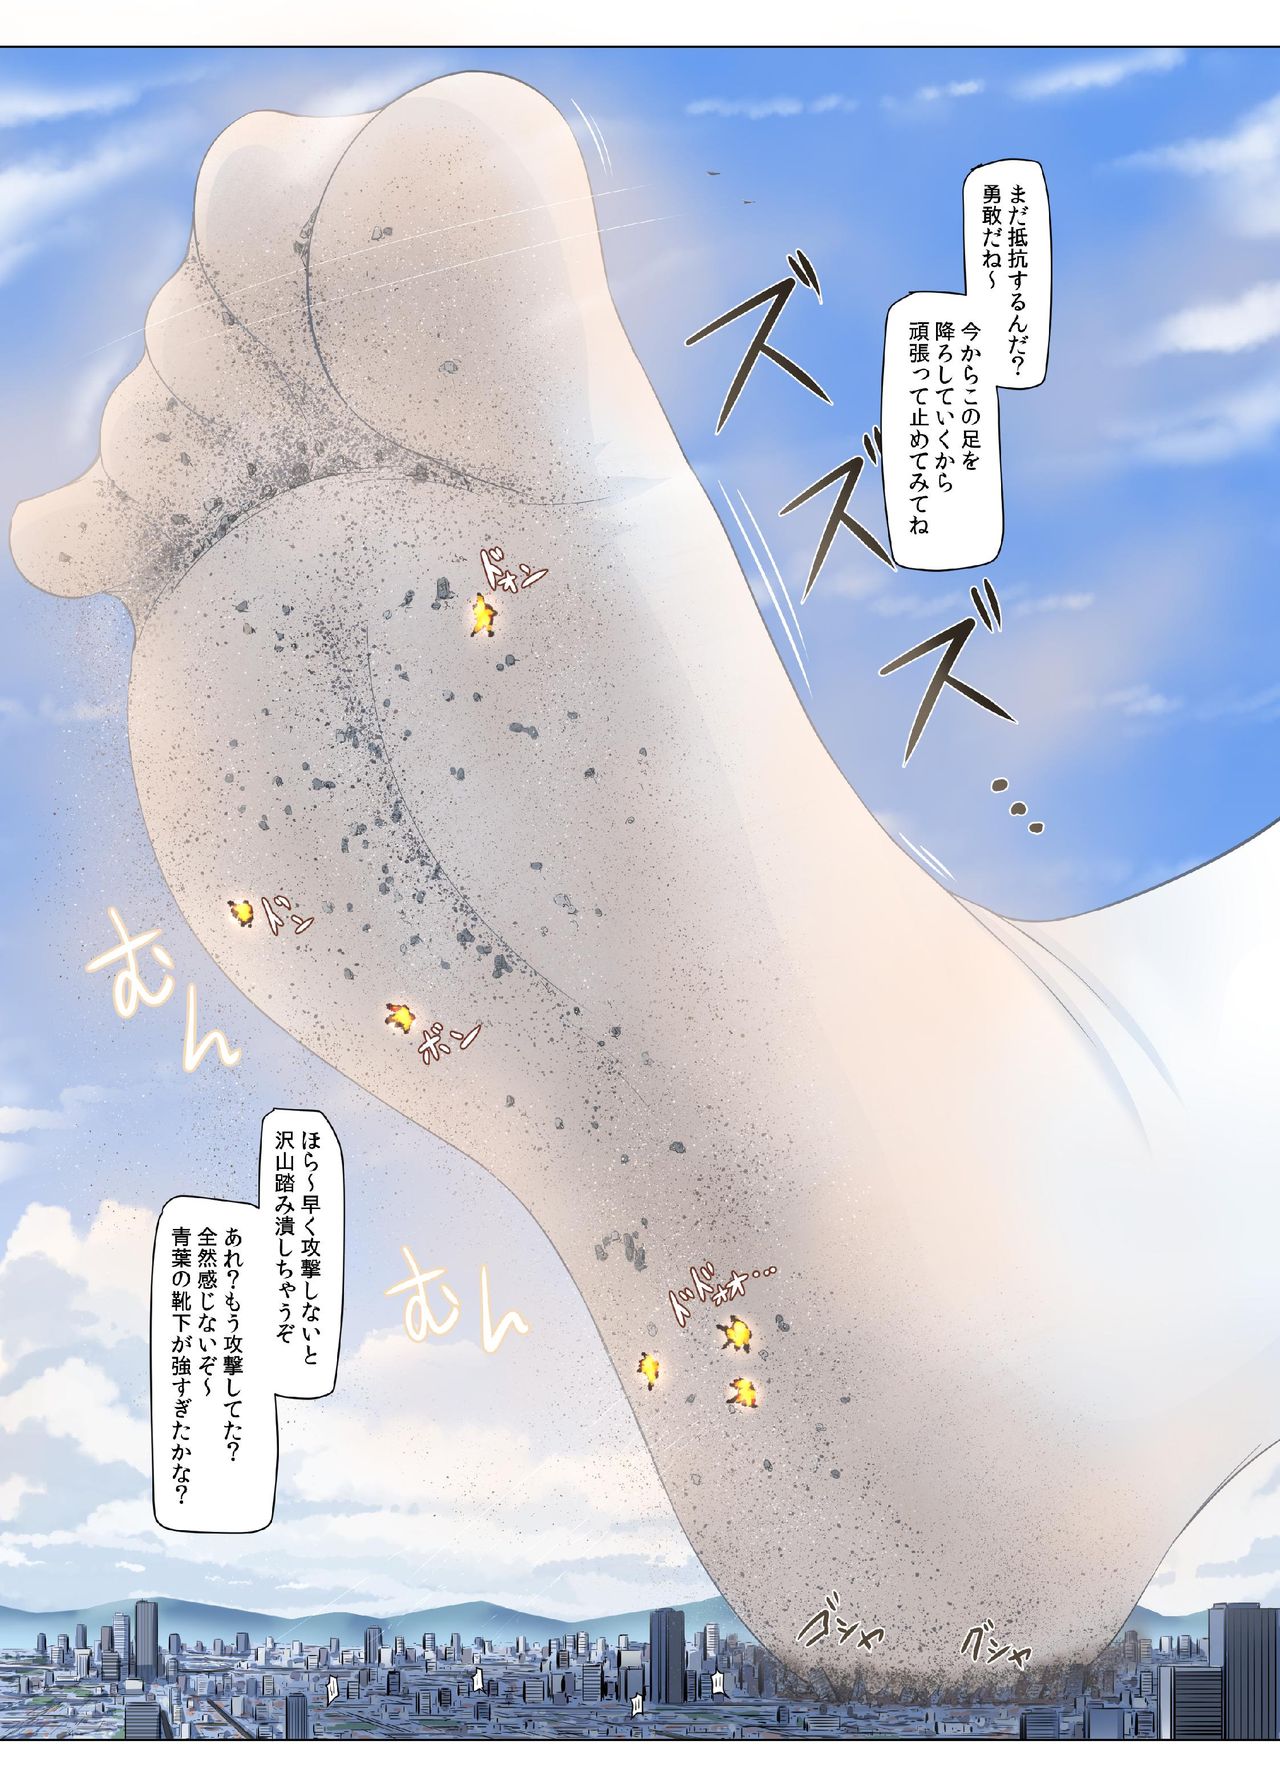 まだ抵抗するんだ？
勇敢だね～
今からこの足を
降ろしていくから
頑張って止めてみてね
ズ
ズ
ズ
・・・
ドォン
ドン
ボン
むん
ドドォォ・・・
むん
ほら～早く攻撃しないと
沢山踏み潰しちゃうぞ
あれ？もう攻撃してた？
全然感じないぞ～
青葉の靴下が強すぎたかな？
グシャ
グシャ